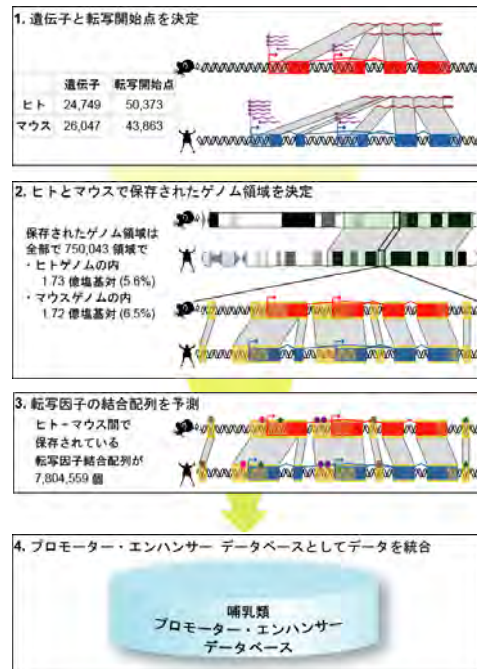 1. 遺伝子と転写開始点を決定
遺伝子 転写開始点
ヒト 24,749 50,373
マウス 26,047 43,863
2. ヒトとマウスで保存されたゲノム領域を決定
保存されたゲノム領域は
全部で 750,043 領域で
・ヒトゲノムの内
1.73 億塩基対 (5.6%)
・マウスゲノムの内
1.72 億塩基対 (6.5%)
3. 転写因子の結合配列を予測
ヒト-マウス間で
保存されている
転写因子結合配列が
7,804,559 個
4. プロモーター・エンハンサー データベースとしてデータを統合
哺乳類
プロモーター・エンハンサー
データベース